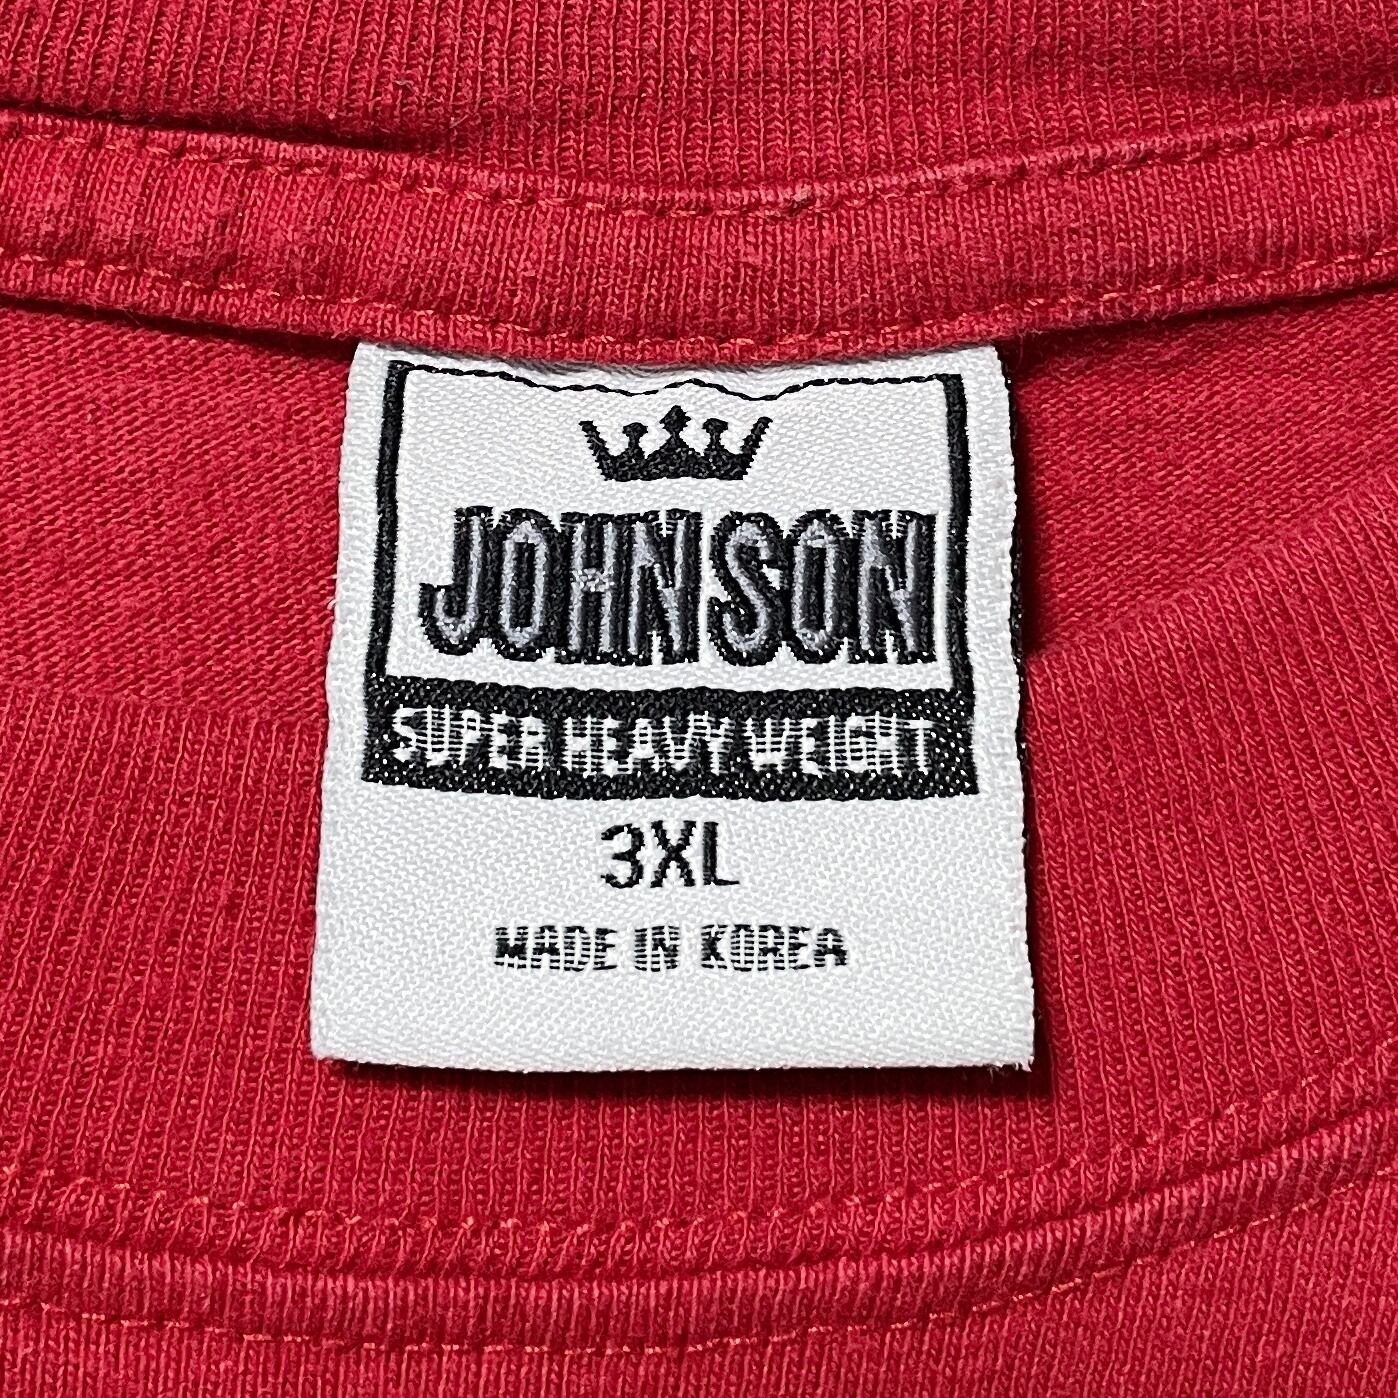 JOHNSON
SUPER HEAVY WEIGHT
3XL
MADE IN KOREA